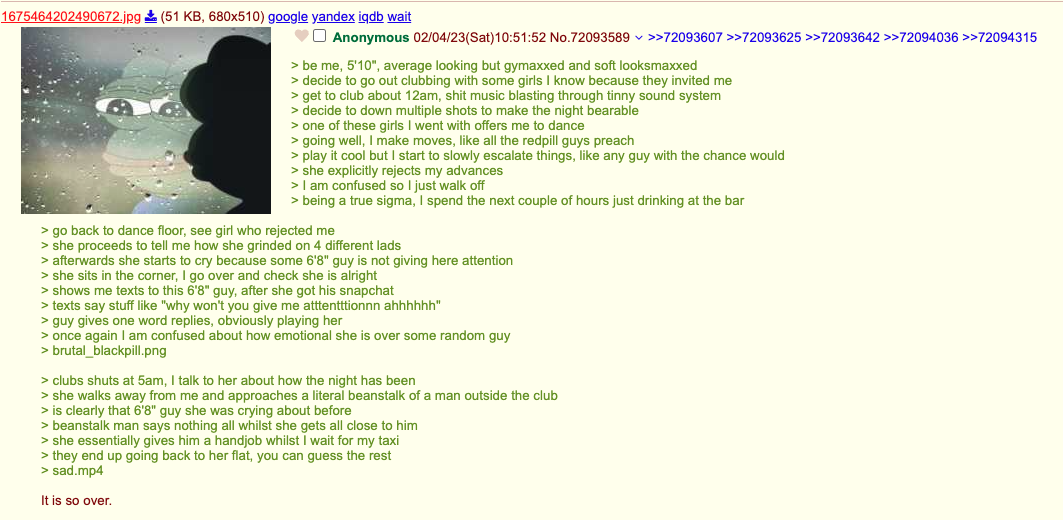 1675464202490672.jpg (51 KB, 680x510) google yandex iqdb wait
Anonymous 02/04/23(Sat)10:51:52 No.72093589 >>72093607 >>72093625 >>72093642 >>72094036 >>72094315
> be me, 5'10", average looking but gymaxxed and soft looksmaxxed
> decide to go out clubbing with some girls I know because they invited me
> get to club about 12am, shit music blasting through tinny sound system
> decide to down multiple shots to make the night bearable
> one of these girls I went with offers me to dance
> going well, I make moves, like all the redpill guys preach
> play it cool but I start to slowly escalate things, like any guy with the chance would
> she explicitly rejects my advances
> I am confused so I just walk off
> being a true sigma, I spend the next couple of hours just drinking at the bar
> go back to dance floor, see girl who rejected me
> she proceeds to tell me how she grinded on 4 different lads
> afterwards she starts to cry because some 6'8" guy is not giving here attention
> she sits in the corner, I go over and check she is alright
> shows me texts to this 6'8" guy, after she got his snapchat
> texts say stuff like "why won't you give me atttentttionnn ahhhhhh"
> guy gives one word replies, obviously playing her
> once again I am confused about how emotional she is over some random guy
> brutal_blackpill.png
> clubs shuts at 5am, I talk to her about how the night has been
> she walks away from me and approaches a literal beanstalk of a man outside the club
> is clearly that 6'8" guy she was crying about before
> beanstalk man says nothing all whilst she gets all close to him
> she essentially gives him a handjob whilst I wait for my taxi
> they end up going back to her flat, you can guess the rest
> sad.mp4
It is so over.